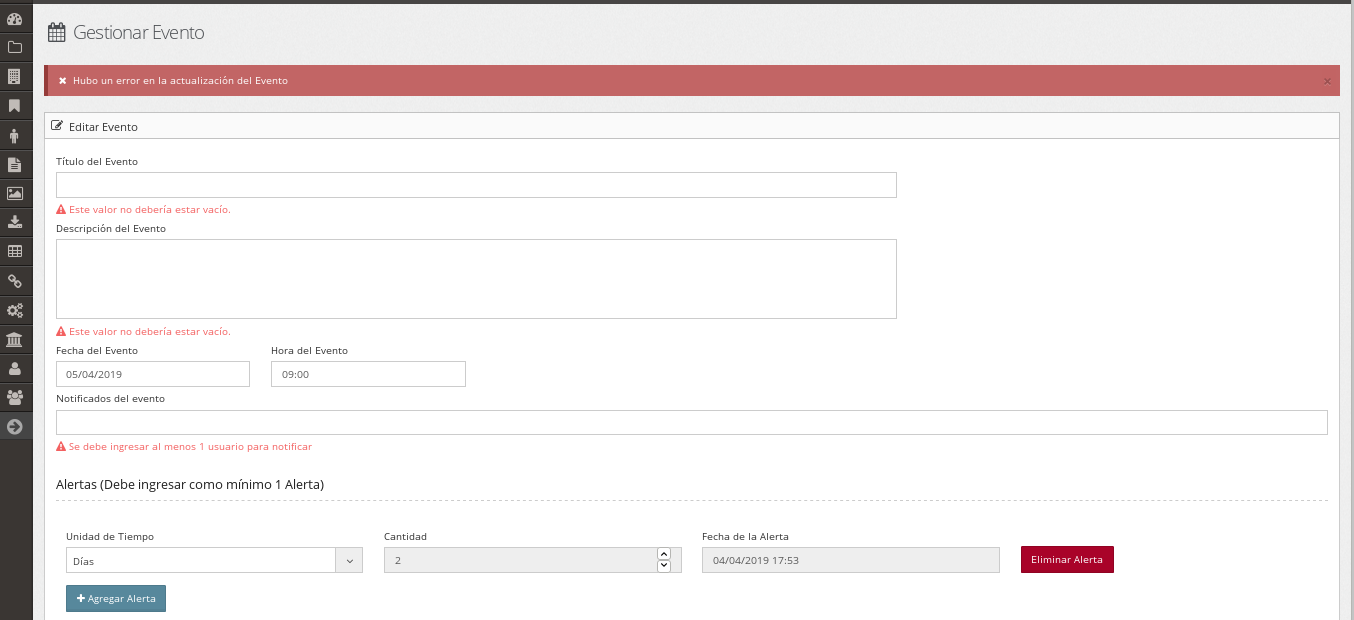 Gestionar Evento
Hubo un error en la actualización del Evento
Editar Evento
Título del Evento
Este valor no debería estar vacío.
Descripción del Evento
Este valor no debería estar vacío.
Fecha del Evento Hora del Evento
05/04/2019 09:00
Notificados del evento
Se debe ingresar al menos 1 usuario para notificar
Alertas (Debe ingresar como mínimo 1 Alerta)
Unidad de Tiempo Cantidad Fecha de la Alerta
Días 2 04/04/2019 17:53 Eliminar Alerta
Agregar Alerta